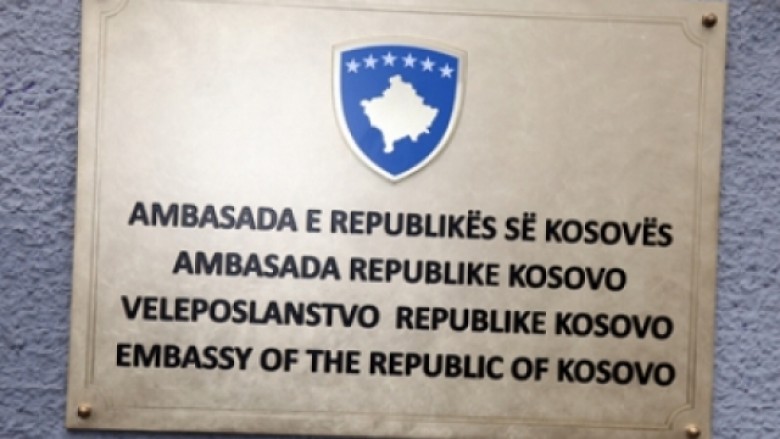 AMBASADA E REPUBLIKËS SË KOSOVËS
AMBASADA REPUBLIKE KOSOVO
VELEPOSLANSTVO REPUBLIKE KOSOVO
EMBASSY OF THE REPUBLIC OF KOSOVO